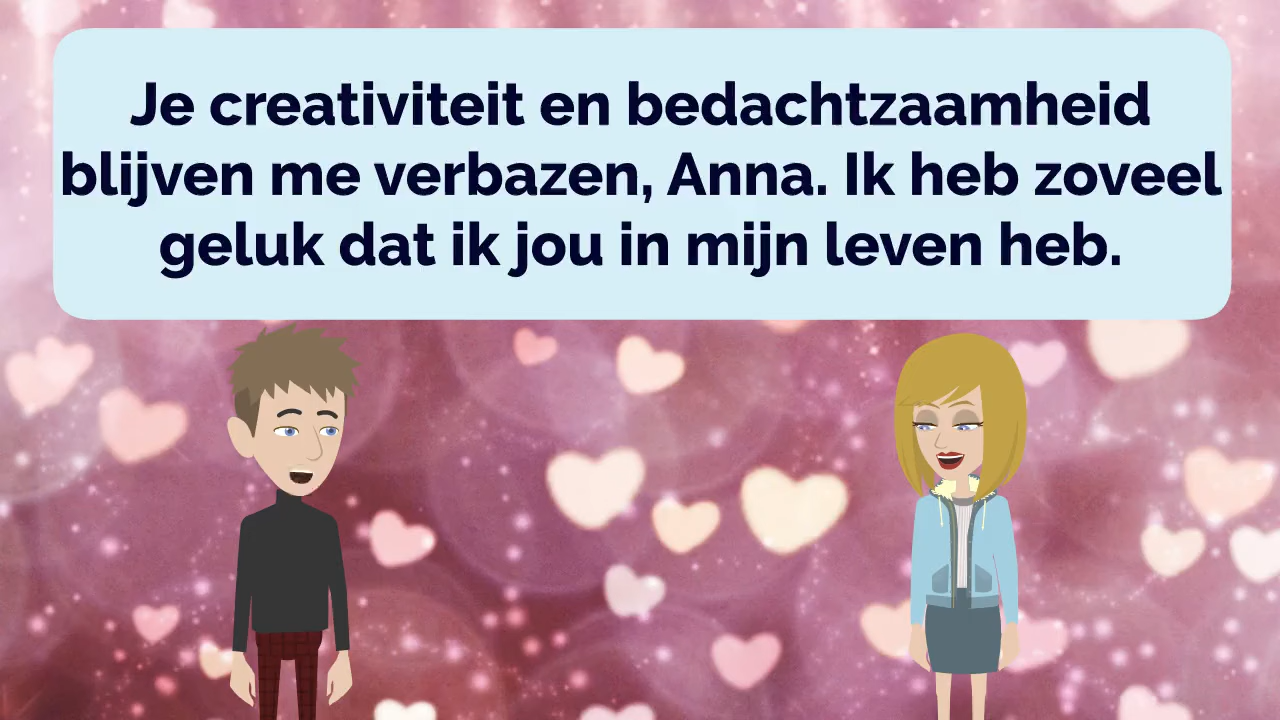 Je creativiteit en bedachtzaamheid
blijven me verbazen, Anna. Ik heb zoveel
geluk dat ik jou in mijn leven heb.